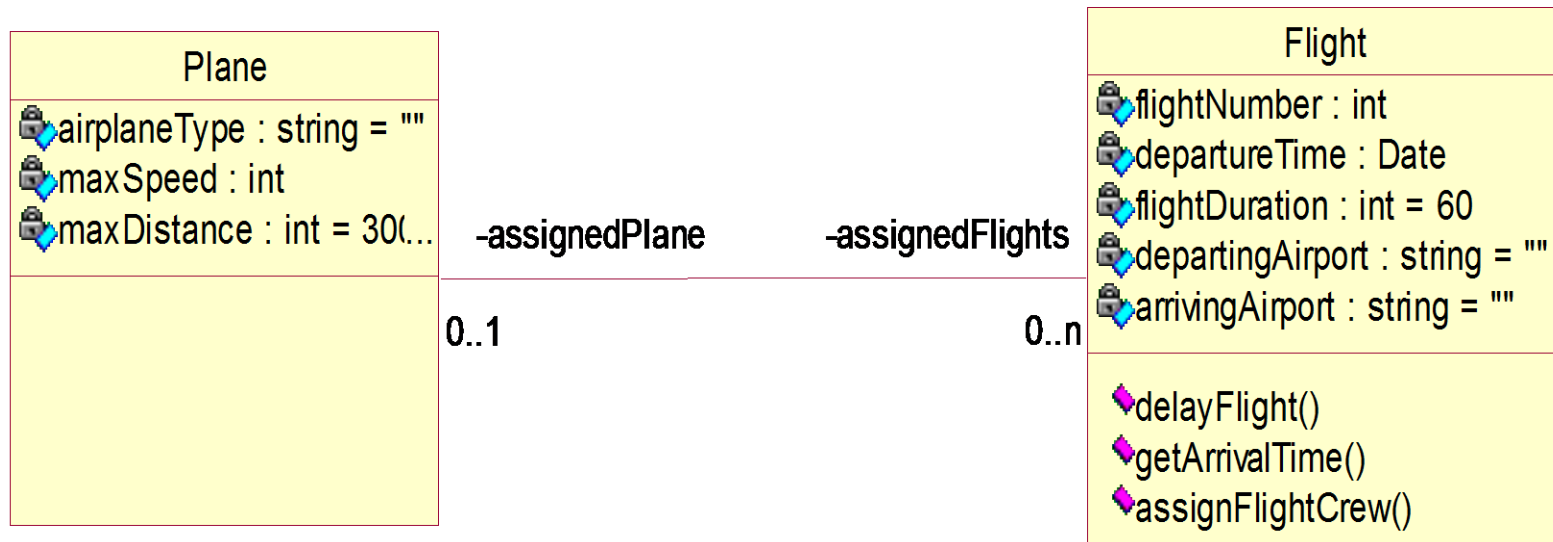 Plane
airplaneType : string = ""
maxSpeed : int
maxDistance : int = 30(...
-assignedPlane
0..1
-assignedFlights
0..n
Flight
flightNumber : int
departureTime : Date
flightDuration : int = 60
departingAirport : string = ""
arrivingAirport : string = ""
delayFlight()
getArrivalTime()
assignFlightCrew()